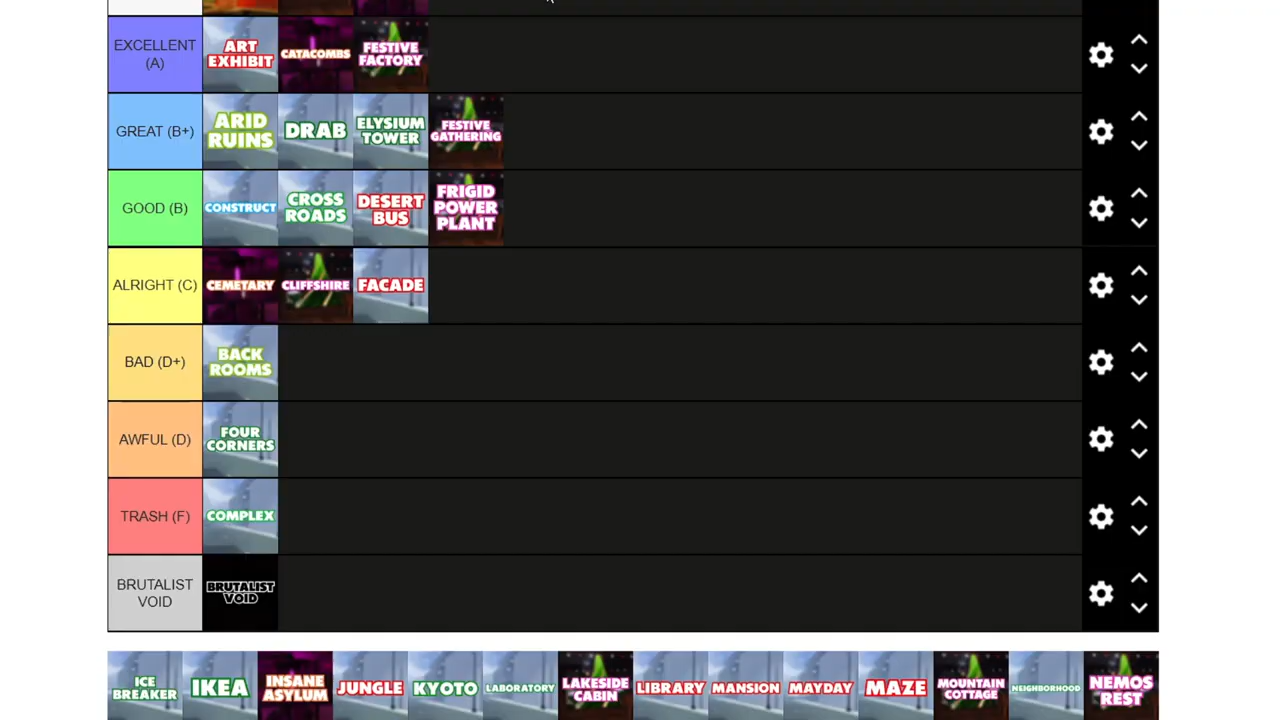 EXCELLENT
(A)
ART
EXHIBIT
CATACOMBS
FESTIVE
FACTORY
GREAT (B+)
ARID
RUINS
DRAB
ELYSIUM
TOWER
FESTIVE
GATHERING
GOOD (B)
CONSTRUCT
CROSS
ROADS
DESERT
BUS
FRIGID
POWER
PLANT
ALRIGHT (C)
CEMETARY
CLIFFSHIRE
FACADE
BAD (D+)
BACK
ROOMS
AWFUL (D)
FOUR
CORNERS
TRASH (F)
COMPLEX
BRUTALIST
VOID
BRUTALIST
VOID
ICE
BREAKER
IKEA
INSANE
ASYLUM
JUNGLE
KYOTO
LABORATORY
LAKESIDE
CABIN
LIBRARY
MANSION
MAYDAY
MAZE
MOUNTAIN
COTTAGE
NEIGHBORHOOD
NEMOS
REST